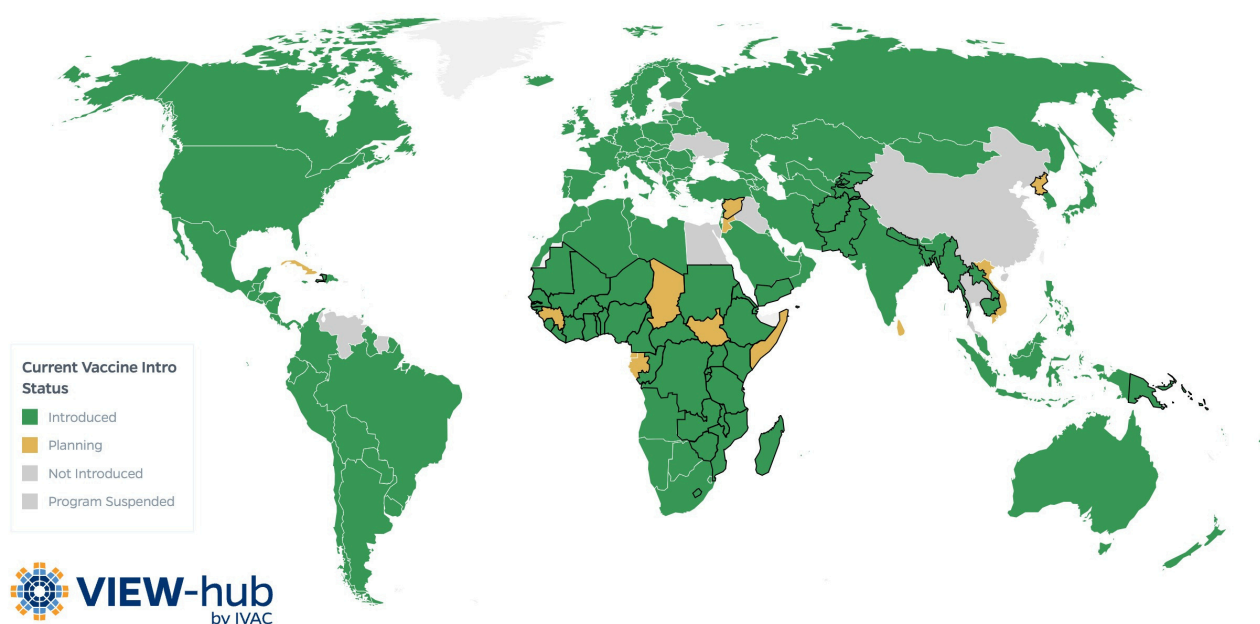 Current Vaccine Intro
Status
Introduced
Planning
Not Introduced
Program Suspended
VIEW-hub
by IVAC